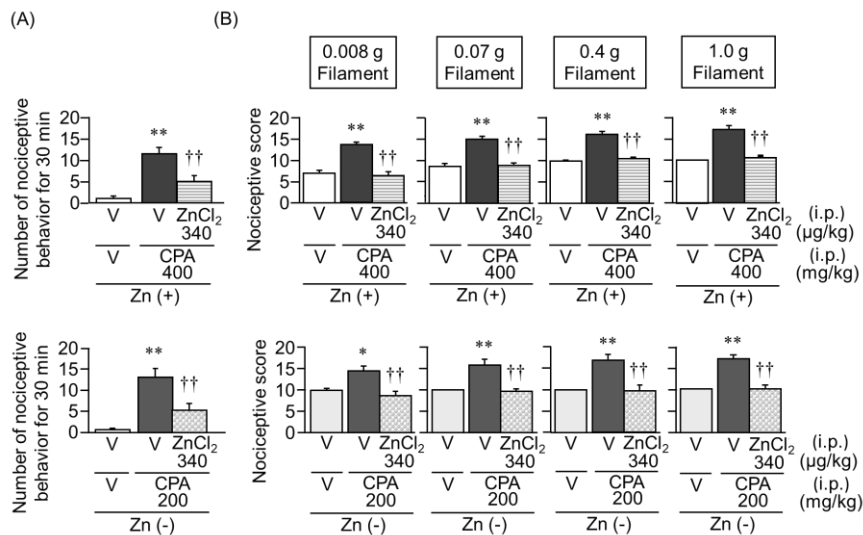 (A)
(B)
0.008 g
Filament
0.07 g
Filament
0.4 g
Filament
1.0 g
Filament
Number of nociceptive
behavior for 30 min
20
15
10
5
0
**
††
V
V
ZnCl2
340
V
CPA
400
Zn (+)
Nociceptive score
20
15
10
5
0
**
††
V
V
ZnCl2
340
V
CPA
400
Zn (+)
**
††
V
V
ZnCl2
340
V
CPA
400
Zn (+)
**
††
V
V
ZnCl2
340
V
CPA
400
Zn (+)
**
††
V
V
ZnCl2
340
V
CPA
400
Zn (+)
(i.p.)
(µg/kg)
(i.p.)
(mg/kg)
Number of nociceptive
behavior for 30 min
20
15
10
5
0
**
††
V
V
ZnCl2
340
V
CPA
200
Zn (-)
Nociceptive score
20
15
10
5
0
*
††
V
V
ZnCl2
340
V
CPA
200
Zn (-)
**
††
V
V
ZnCl2
340
V
CPA
200
Zn (-)
**
††
V
V
ZnCl2
340
V
CPA
200
Zn (-)
**
††
V
V
ZnCl2
340
V
CPA
200
Zn (-)
(i.p.)
(µg/kg)
(i.p.)
(mg/kg)